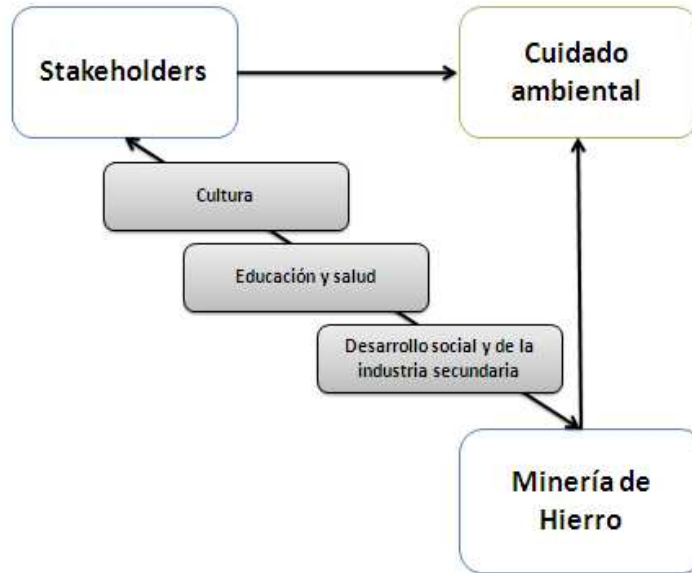 Stakeholders
Cuidado
ambiental
Cultura
Educación y salud
Desarrollo social y de la
industria secundaria
Minería de
Hierro